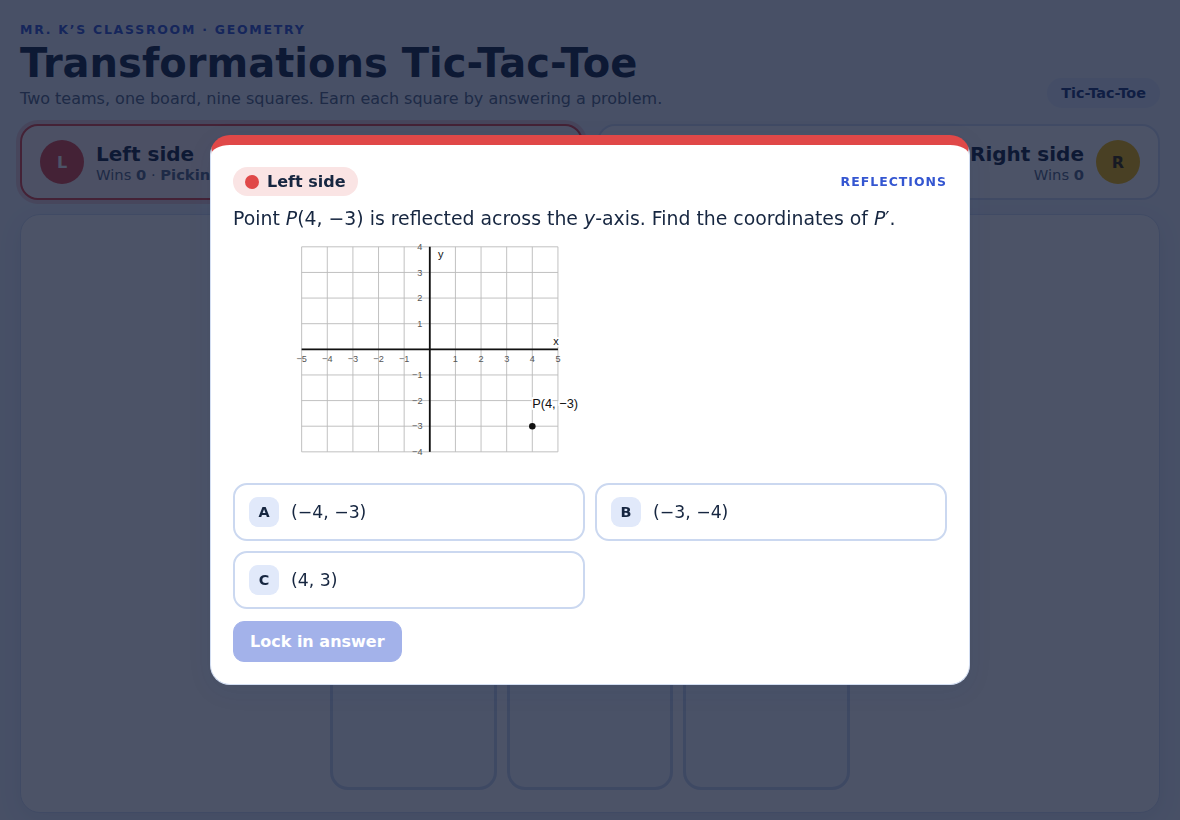 MR. K’S CLASSROOM · GEOMETRY
Transformations Tic-Tac-Toe
Two teams, one board, nine squares. Earn each square by answering a problem.
Tic-Tac-Toe
L
Left side
Wins 0 · Pickin
Right side
Wins 0
R
Left side
REFLECTIONS
Point P(4, −3) is reflected across the y-axis. Find the coordinates of P′.
4
y
3
2
1
x
−5 −4 −3 −2 −1 1 2 3 4 5
−1
−2
P(4, −3)
−3
−4
A (−4, −3)
B (−3, −4)
C (4, 3)
Lock in answer